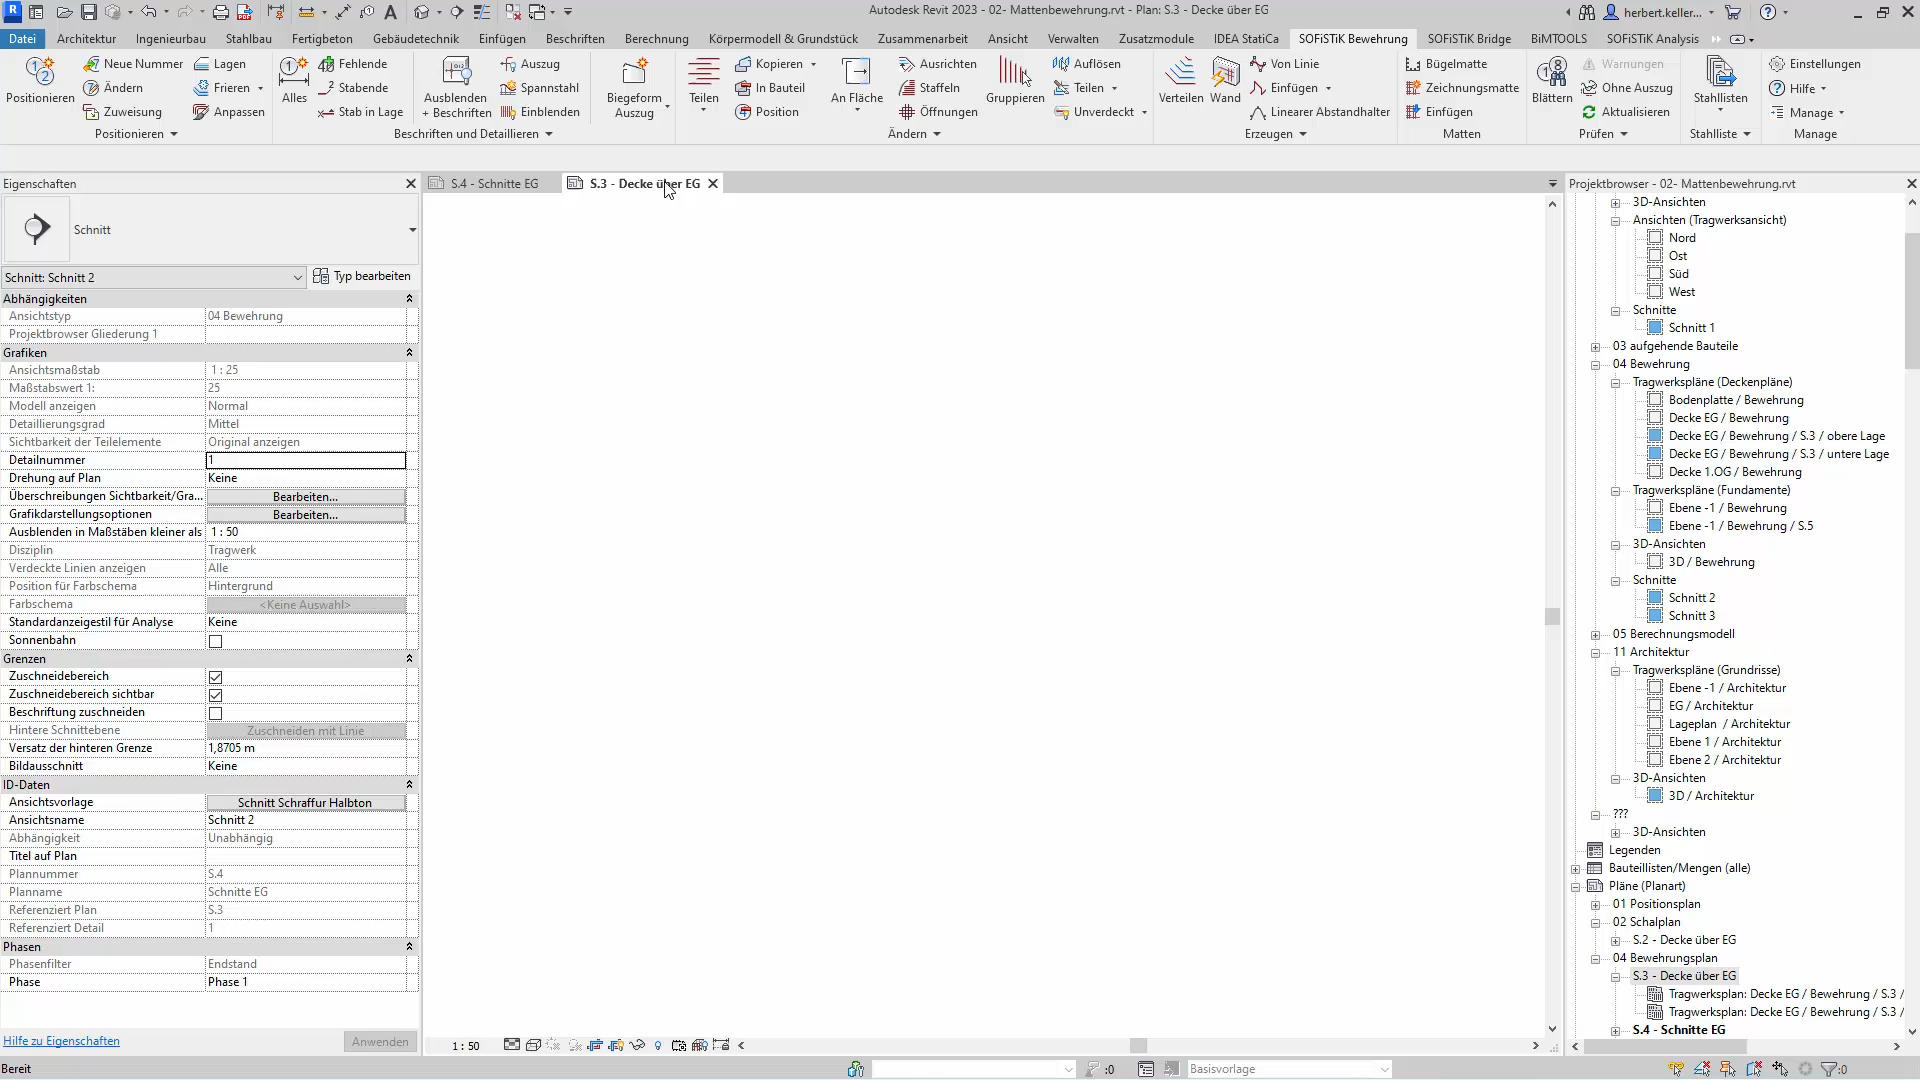 Autodesk Revit 2023 - 02- Mattenbewehrung.rvt - Plan: S.3 - Decke über EG
herbert.keller...
Datei Architektur Ingenieurbau Stahlbau Fertigbeton Gebäudetechnik Einfügen Beschriften Berechnung Körpermodell & Grundstück Zusammenarbeit Ansicht Verwalten Zusatzmodule IDEA StatiCa SOFiSTiK Bewehrung SOFiSTiK Bridge BiMTOOLS SOFiSTiK Analysis
Neue Nummer Lagen Fehlende Auszug Kopieren Ausrichten Auflösen Von Linie Bügelmatte Warnungen Einstellungen
Ändern Frieren Stabende Spannstahl In Bauteil Staffeln Teilen Einfügen Zeichnungsmatte Ohne Auszug Hilfe
Positionieren Alles Ausblenden + Beschriften Biegeform Auszug Teilen An Fläche Gruppieren Verteilen Wand Blättern Stahllisten
Zuweisung Anpassen Stab in Lage Einblenden Position Öffnungen Unverdeckt Linearer Abstandhalter Einfügen Aktualisieren Manage
Positionieren Beschriften und Detaillieren Ändern Erzeugen Matten Prüfen Stahlliste Manage
Eigenschaften
S.4 - Schnitte EG
S.3 - Decke über EG
Schnitt
Schnitt: Schnitt 2
Typ bearbeiten
Abhängigkeiten
Ansichtstyp 04 Bewehrung
Projektbrowser Gliederung 1
Grafiken
Ansichtsmaßstab 1 : 25
Maßstabswert 1: 25
Modell anzeigen Normal
Detaillierungsgrad Mittel
Sichtbarkeit der Teilelemente Original anzeigen
Detailnummer 1
Drehung auf Plan Keine
Überschreibungen Sichtbarkeit/Gra... Bearbeiten...
Grafikdarstellungsoptionen Bearbeiten...
Ausblenden in Maßstäben kleiner als 1 : 50
Disziplin Tragwerk
Verdeckte Linien anzeigen Alle
Position für Farbschema Hintergrund
Farbschema <Keine Auswahl>
Standardanzeigestil für Analyse Keine
Sonnenbahn
Grenzen
Zuschneidebereich
Zuschneidebereich sichtbar
Beschriftung zuschneiden
Hintere Schnittebene Zuschneiden mit Linie
Versatz der hinteren Grenze 1,8705 m
Bildausschnitt Keine
ID-Daten
Ansichtsvorlage Schnitt Schraffur Halbton
Ansichtsname Schnitt 2
Abhängigkeit Unabhängig
Titel auf Plan
Plannummer S.4
Planname Schnitte EG
Referenziert Plan S.3
Referenziert Detail 1
Phasen
Phasenfilter Endstand
Phase Phase 1
Hilfe zu Eigenschaften
Anwenden
1 : 50
Projektbrowser - 02- Mattenbewehrung.rvt
3D-Ansichten
Ansichten (Tragwerksansicht)
Nord
Ost
Süd
West
Schnitte
Schnitt 1
03 aufgehende Bauteile
04 Bewehrung
Tragwerkspläne (Deckenpläne)
Bodenplatte / Bewehrung
Decke EG / Bewehrung
Decke EG / Bewehrung / S.3 / obere Lage
Decke EG / Bewehrung / S.3 / untere Lage
Decke 1.OG / Bewehrung
Tragwerkspläne (Fundamente)
Ebene -1 / Bewehrung
Ebene -1 / Bewehrung / S.5
3D-Ansichten
3D / Bewehrung
Schnitte
Schnitt 2
Schnitt 3
05 Berechnungsmodell
11 Architektur
Tragwerkspläne (Grundrisse)
Ebene -1 / Architektur
EG / Architektur
Lageplan / Architektur
Ebene 1 / Architektur
Ebene 2 / Architektur
3D-Ansichten
3D / Architektur
???
3D-Ansichten
Legenden
Bauteillisten/Mengen (alle)
Pläne (Planart)
01 Positionsplan
02 Schalplan
S.2 - Decke über EG
04 Bewehrungsplan
S.3 - Decke über EG
Tragwerksplan: Decke EG / Bewehrung / S.3 /
Tragwerksplan: Decke EG / Bewehrung / S.3 /
S.4 - Schnitte EG
Bereit
:0
Basisvorlage
:0